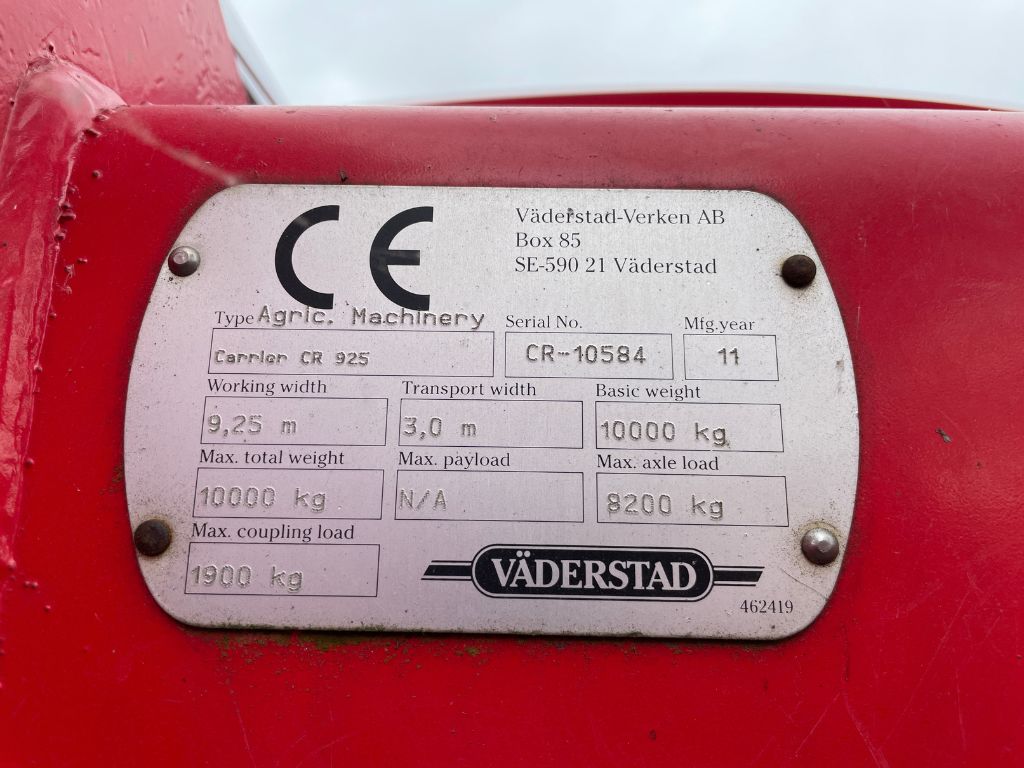 CE
Väderstad-Verken AB
Box 85
SE-590 21 Väderstad
Type Agric. Machinery
Carrier CR 925
Serial No.
CR-10584
Mfg.year
11
Working width
9,25 m
Transport width
3,0 m
Basic weight
10000 kg
Max. total weight
10000 kg
Max. payload
N/A
Max. axle load
8200 kg
Max. coupling load
1900 kg
VÄDERSTAD
462419